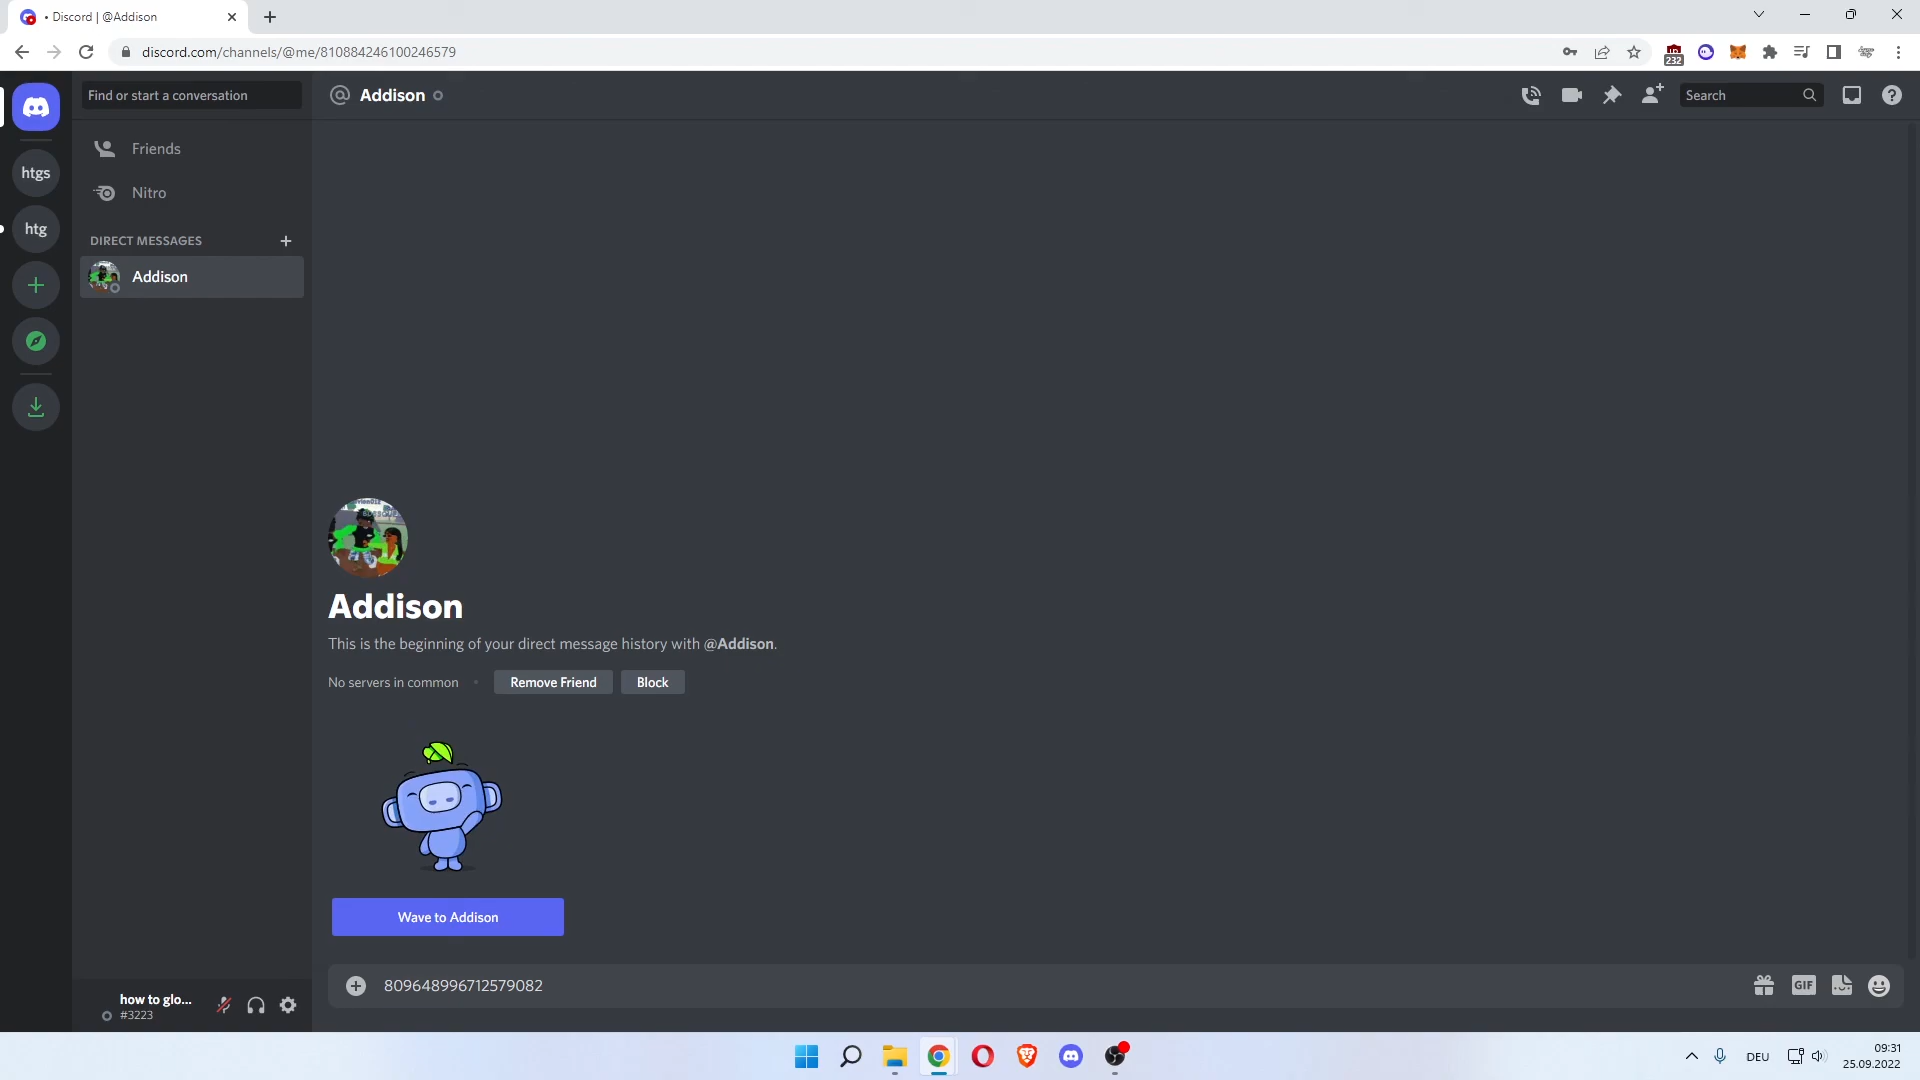 • Discord | @Addison
discord.com/channels/@me/810884246100246579
232
Find or start a conversation
Addison
Search
Friends
htgs
Nitro
htg
DIRECT MESSAGES
Addison
Addison
This is the beginning of your direct message history with @Addison.
No servers in common
Remove Friend
Block
Wave to Addison
809648996712579082
GIF
how to glo...
#3223
DEU
09:31
25.09.2022